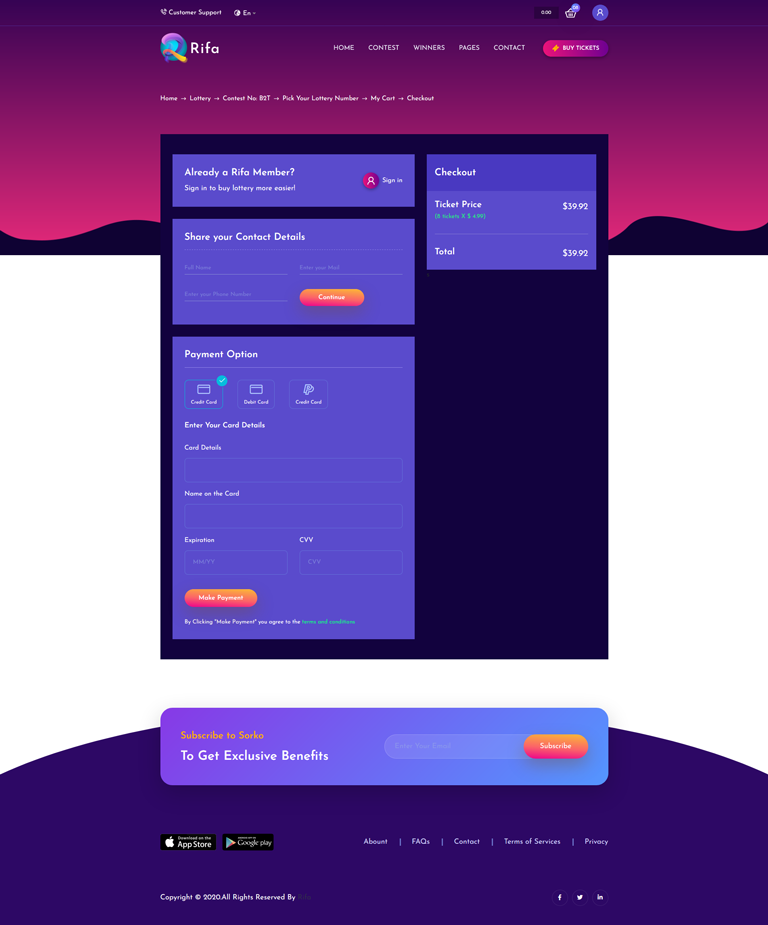 Customer Support
En
0.00
Rifa
HOME CONTEST WINNERS PAGES CONTACT BUY TICKETS
Home → Lottery → Contest No: B2T → Pick Your Lottery Number → My Cart → Checkout
Already a Rifa Member?
Sign in to buy lottery more easier!
Sign in
Share your Contact Details
Full Name
Enter your Mail
Enter your Phone Number
Continue
Payment Option
Credit Card
Debit Card
Credit Card
Enter Your Card Details
Card Details
Name on the Card
Expiration
CVV
MM/YY
CVV
Make Payment
By Clicking "Make Payment" you agree to the terms and conditions.
Checkout
Ticket Price $39.92
(6 tickets X $ 4.99)
Total $39.92
Subscribe to Sorko
To Get Exclusive Benefits
Enter Your Email
Subscribe
Download on the
App Store
Google play
Abount | FAQs | Contact | Terms of Services | Privacy
Copyright © 2020.All Rights Reserved By Rifa